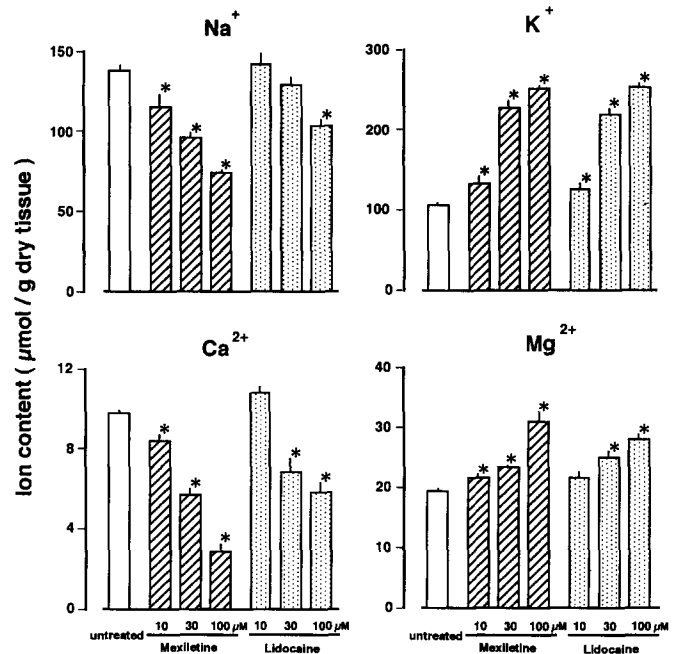 Na+
K+
150
100
50
0
*
*
*
*
300
200
100
0
*
*
*
*
*
*
Ion content ( μmol / g dry tissue )
Ca2+
Mg2+
12
8
4
0
*
*
*
*
*
40
30
20
10
0
*
*
*
*
*
untreated
10 30 100 μM
Mexiletine
10 30 100 μM
Lidocaine
untreated
10 30 100 μM
Mexiletine
10 30 100 μM
Lidocaine